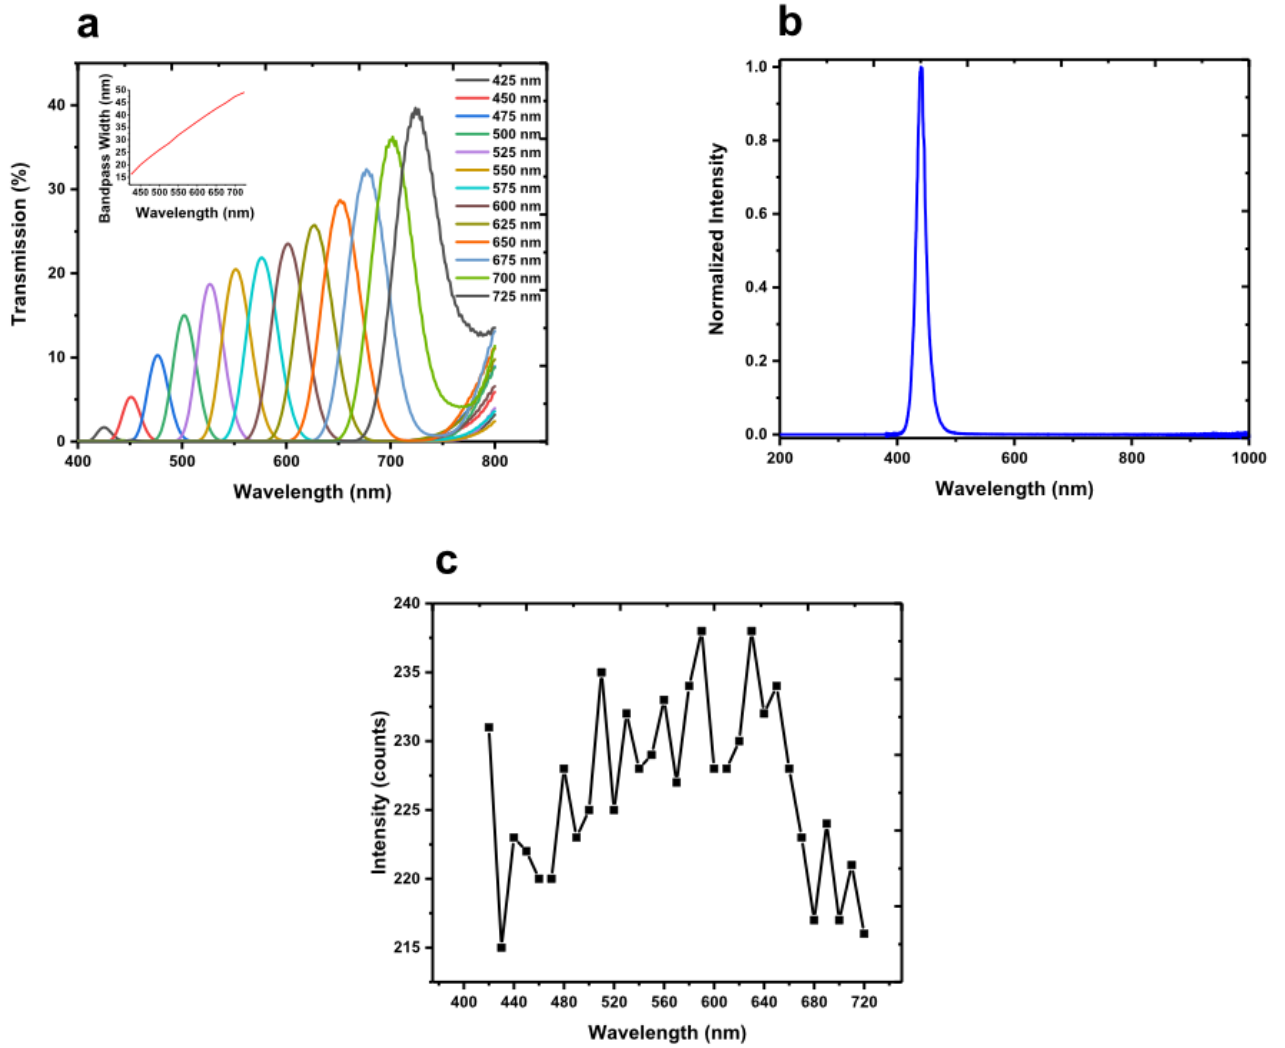 a
Transmission (%)
40
30
20
10
0
400 500 600 700 800
Wavelength (nm)
Bandpass Width (nm)
50
45
40
35
30
25
20
15
450 500 550 600 650 700
Wavelength (nm)
425 nm
450 nm
475 nm
500 nm
525 nm
550 nm
575 nm
600 nm
625 nm
650 nm
675 nm
700 nm
725 nm
b
Normalized Intensity
1.0
0.8
0.6
0.4
0.2
0.0
200 400 600 800 1000
Wavelength (nm)
c
Intensity (counts)
240
235
230
225
220
215
400 440 480 520 560 600 640 680 720
Wavelength (nm)